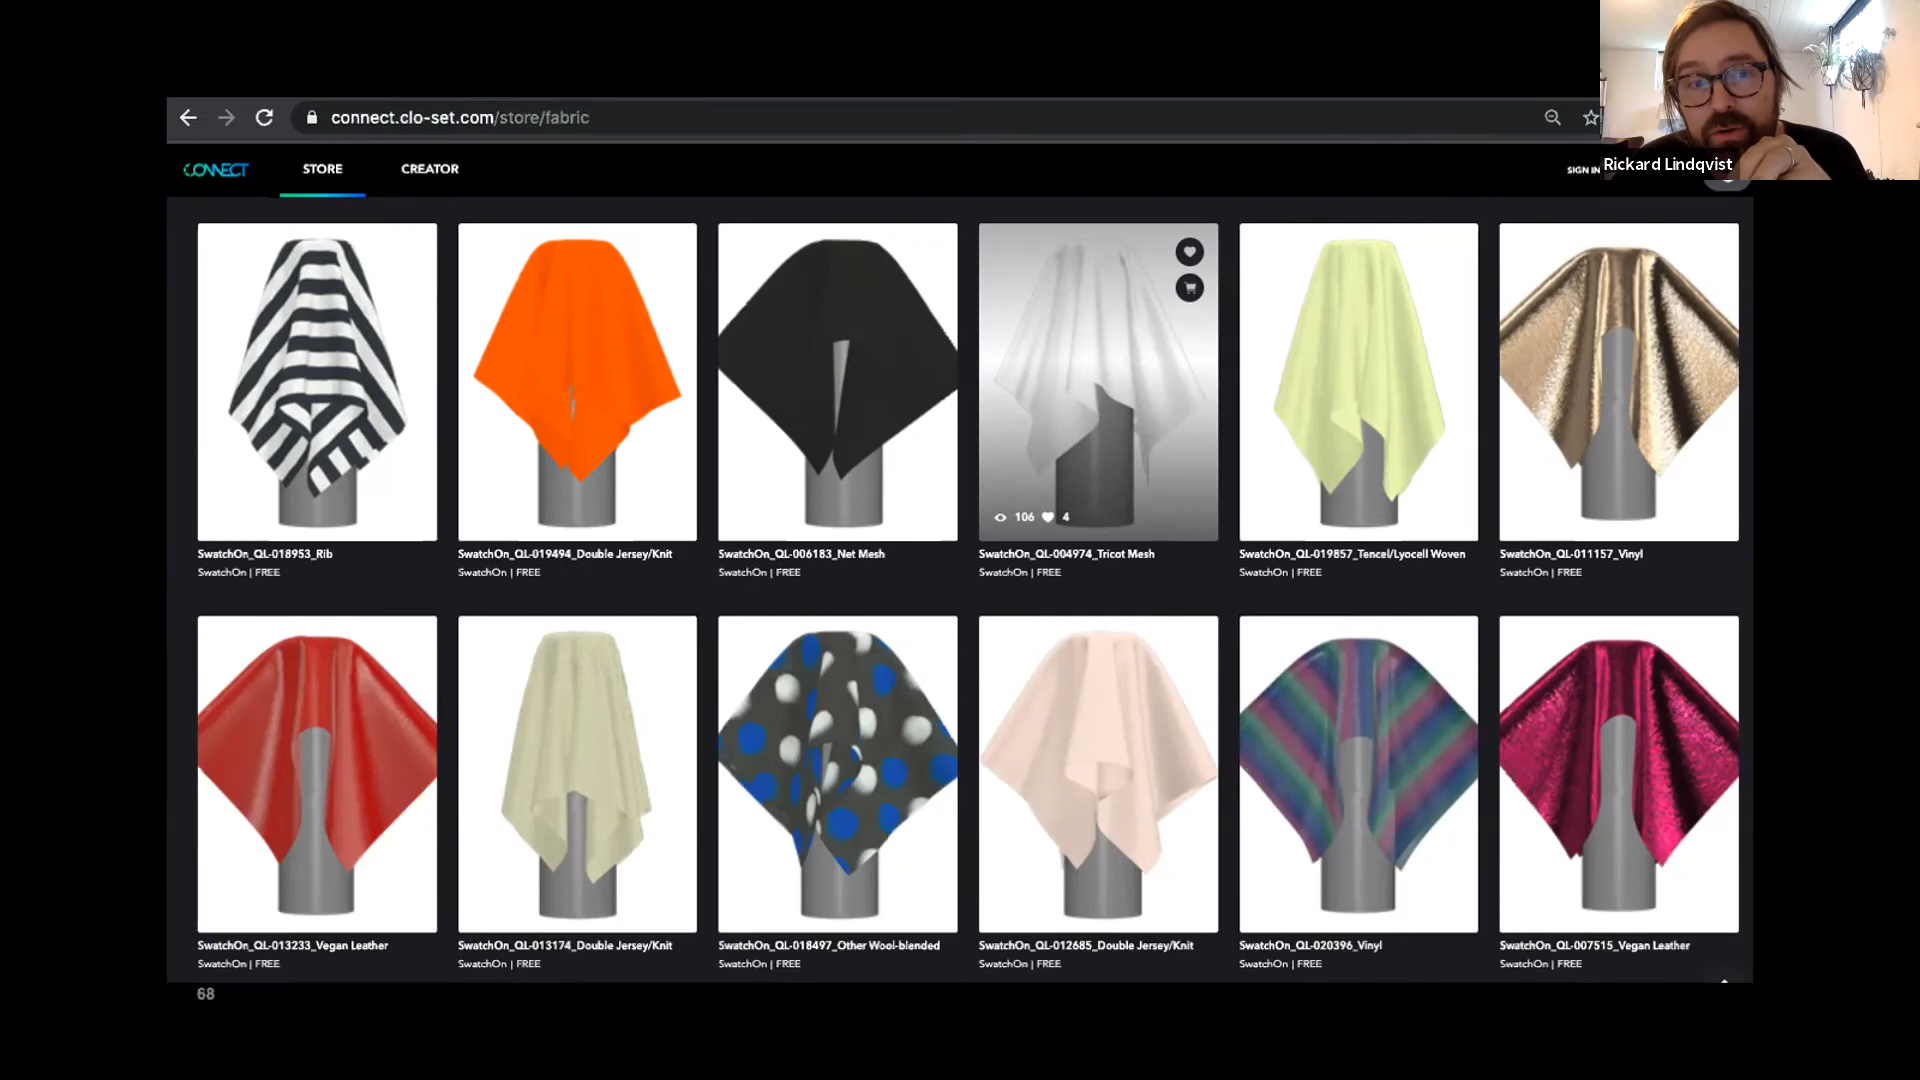 connect.clo-set.com/store/fabric
CONNECT
STORE
CREATOR
SIGN IN
Rickard Lindqvist
106
4
SwatchOn_QL-018953_Rib
SwatchOn | FREE
SwatchOn_QL-019494_Double Jersey/Knit
SwatchOn | FREE
SwatchOn_QL-006183_Net Mesh
SwatchOn | FREE
SwatchOn_QL-004974_Tricot Mesh
SwatchOn | FREE
SwatchOn_QL-019857_Tencel/Lyocell Woven
SwatchOn | FREE
SwatchOn_QL-011157_Vinyl
SwatchOn | FREE
SwatchOn_QL-013233_Vegan Leather
SwatchOn | FREE
SwatchOn_QL-013174_Double Jersey/Knit
SwatchOn | FREE
SwatchOn_QL-018497_Other Wool-blended
SwatchOn | FREE
SwatchOn_QL-012685_Double Jersey/Knit
SwatchOn | FREE
SwatchOn_QL-020396_Vinyl
SwatchOn | FREE
SwatchOn_QL-007515_Vegan Leather
SwatchOn | FREE
68